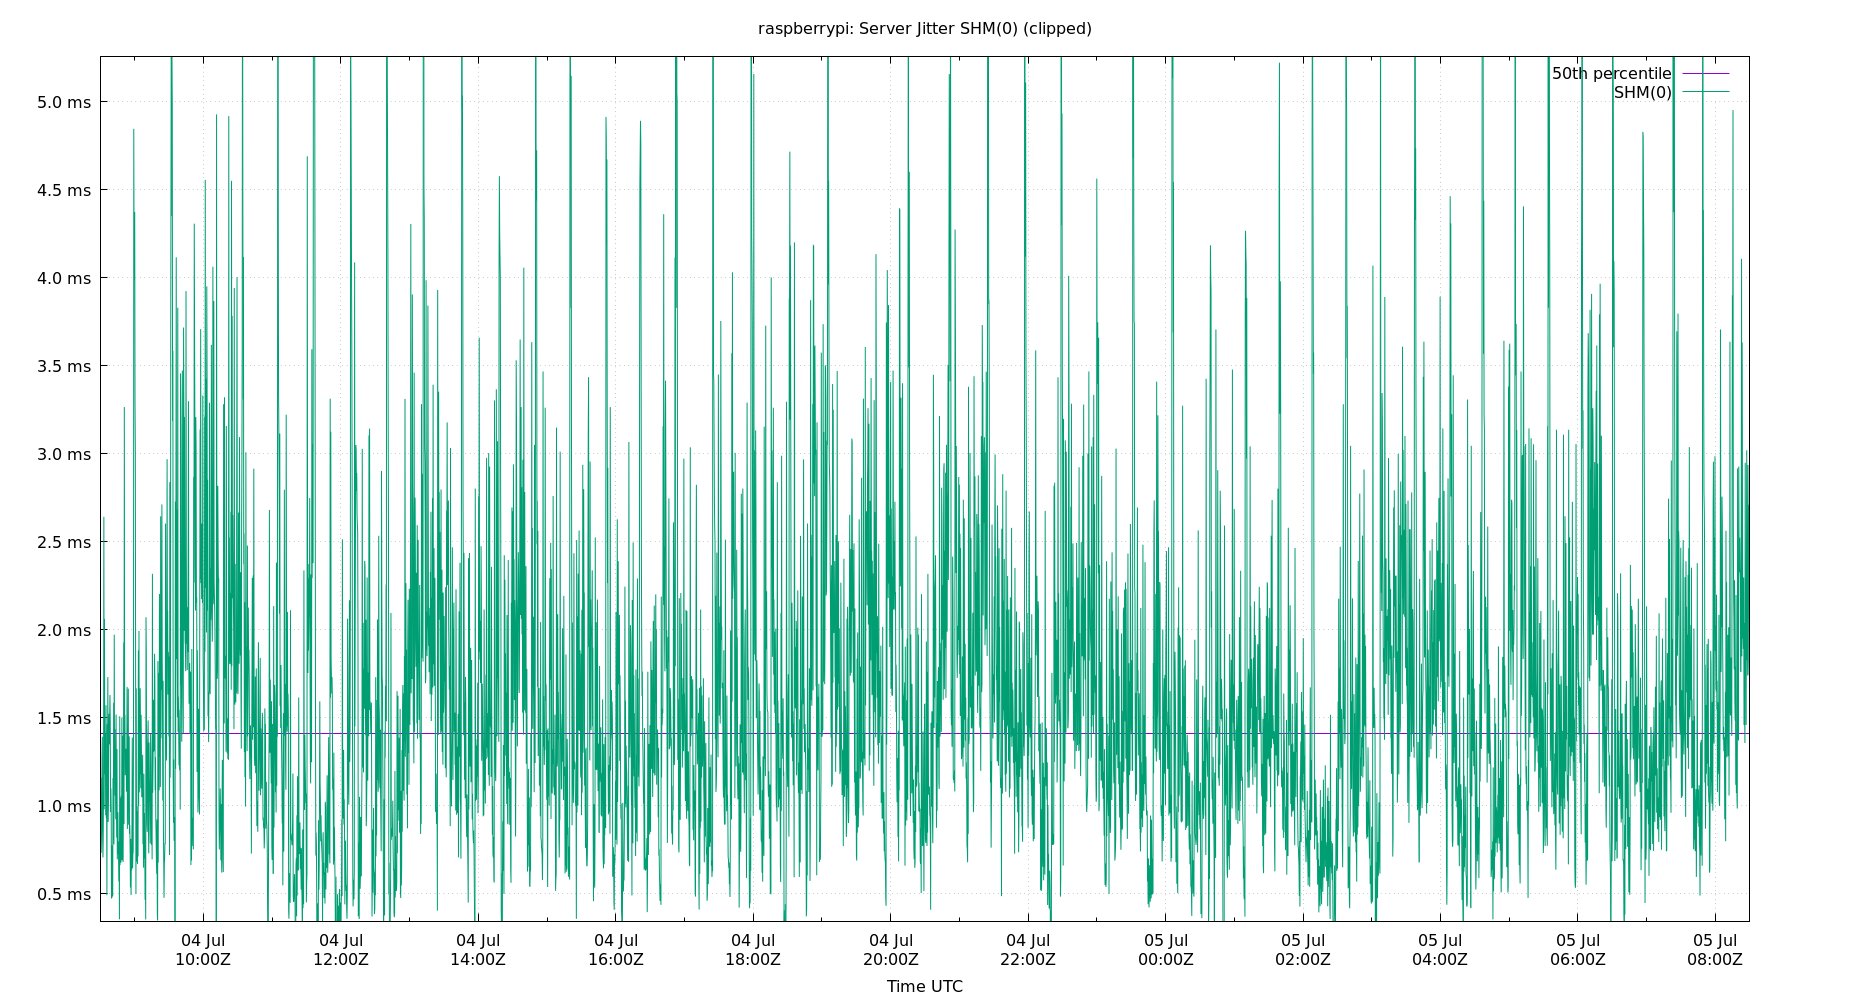 raspberrypi: Server Jitter SHM(0) (clipped)
50th percentile
SHM(0)
5.0 ms
4.5 ms
4.0 ms
3.5 ms
3.0 ms
2.5 ms
2.0 ms
1.5 ms
1.0 ms
0.5 ms
04 Jul 04 Jul 04 Jul 04 Jul 04 Jul 04 Jul 04 Jul 05 Jul 05 Jul 05 Jul 05 Jul 05 Jul
10:00Z 12:00Z 14:00Z 16:00Z 18:00Z 20:00Z 22:00Z 00:00Z 02:00Z 04:00Z 06:00Z 08:00Z
Time UTC